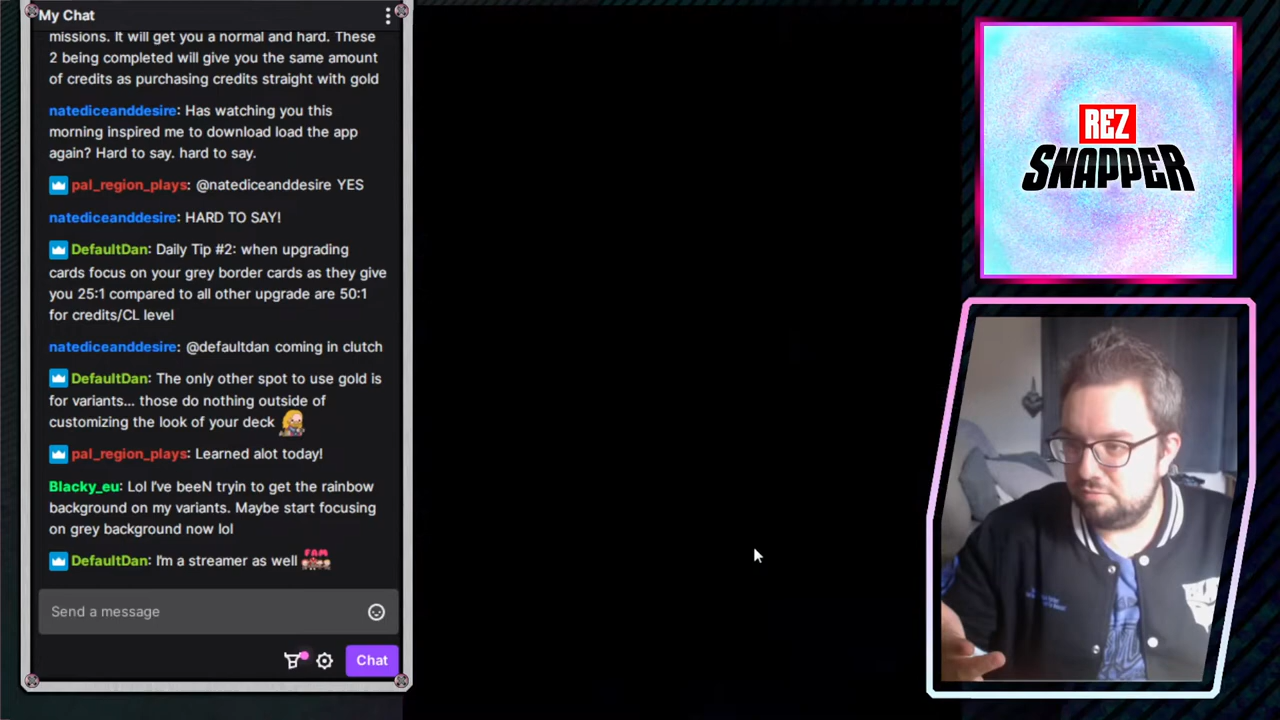 My Chat
missions. It will get you a normal and hard. These
2 being completed will give you the same amount
of credits as purchasing credits straight with gold
natediceanddesire: Has watching you this
morning inspired me to download load the app
again? Hard to say. hard to say.
pal_region_plays: @natediceanddesire YES
natediceanddesire: HARD TO SAY!
DefaultDan: Daily Tip #2: when upgrading
cards focus on your grey border cards as they give
you 25:1 compared to all other upgrade are 50:1
for credits/CL level
natediceanddesire: @defaultdan coming in clutch
DefaultDan: The only other spot to use gold is
for variants... those do nothing outside of
customizing the look of your deck
pal_region_plays: Learned alot today!
Blacky_eu: Lol I've beeN tryin to get the rainbow
background on my variants. Maybe start focusing
on grey background now lol
DefaultDan: I'm a streamer as well FAM
Send a message
Chat
REZ
SNAPPER